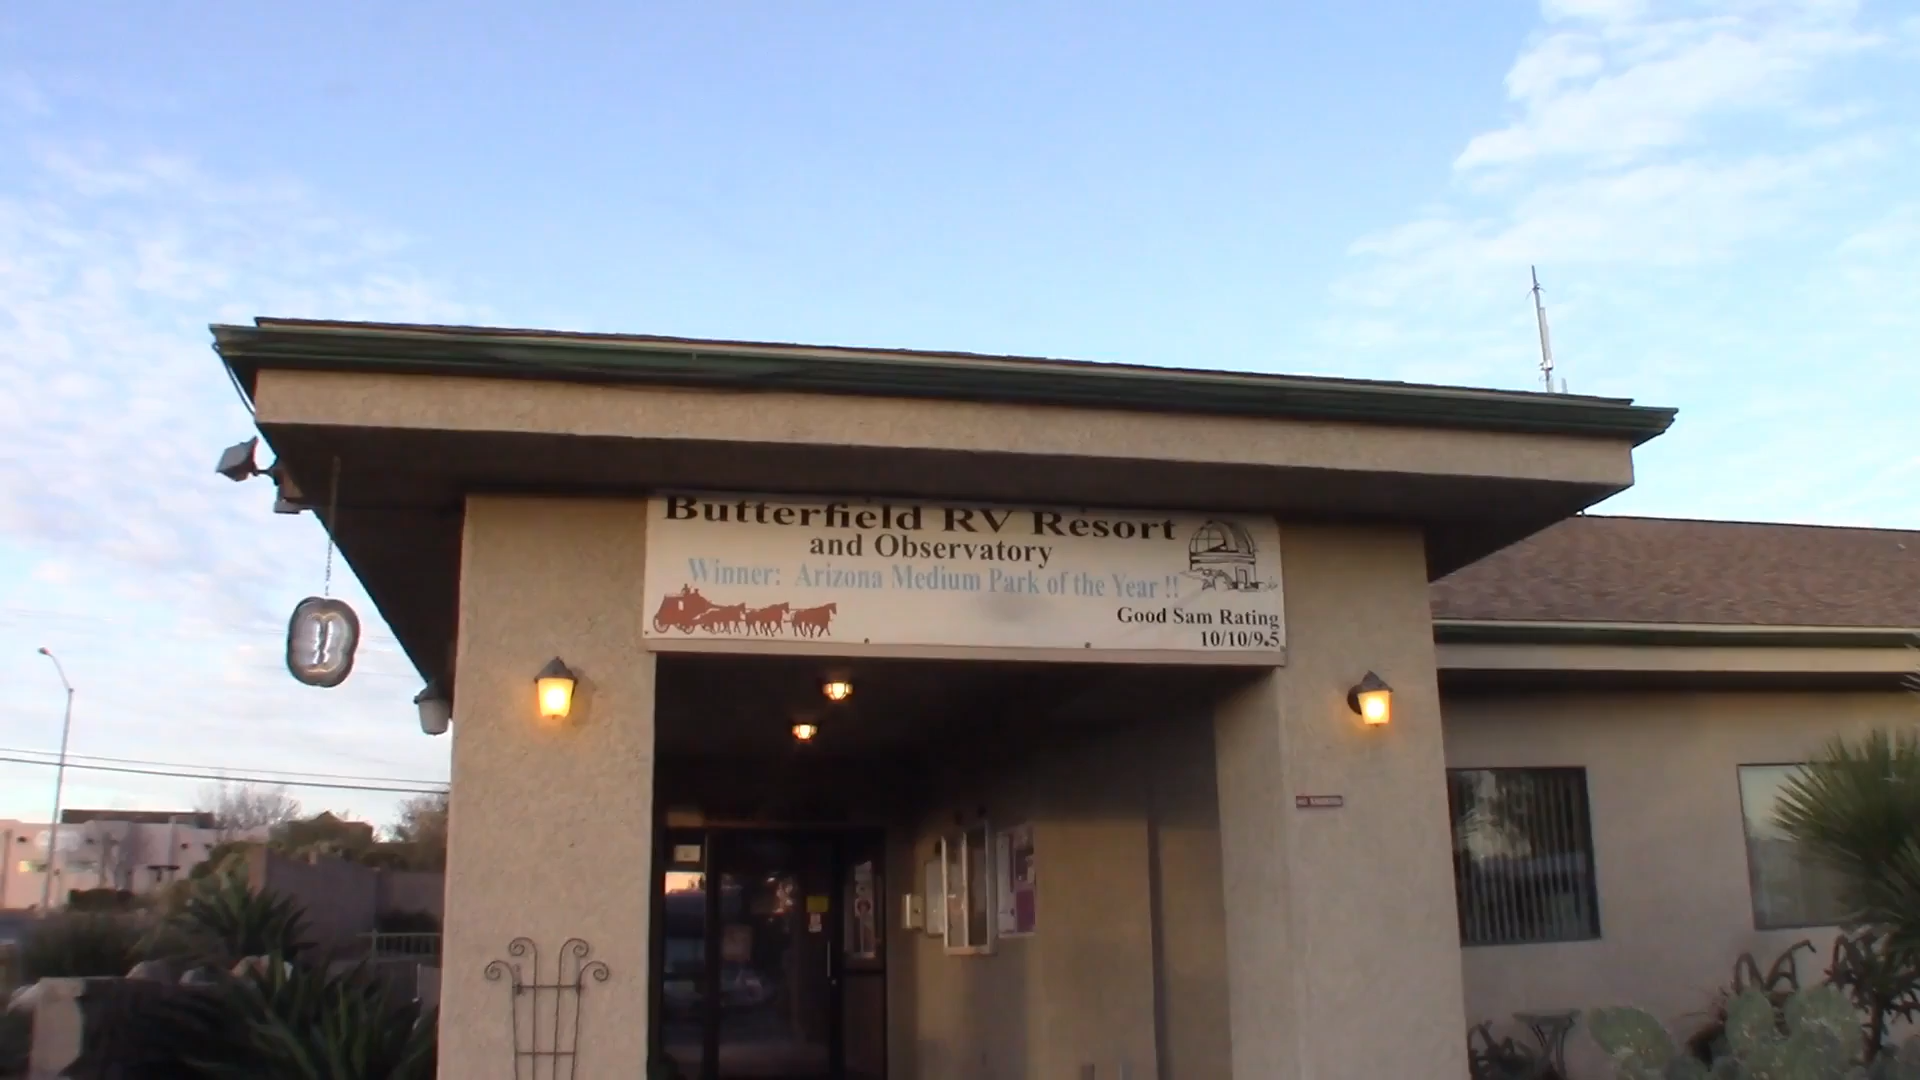 Butterfield RV Resort
and Observatory
Winner: Arizona Medium Park of the Year !!
Good Sam Rating
10/10/9.5